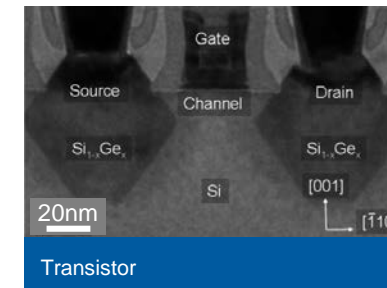 Gate
Source
Drain
Channel
Si₁₋ₓGeₓ
Si₁₋ₓGeₓ
Si
[001]
20nm
Transistor